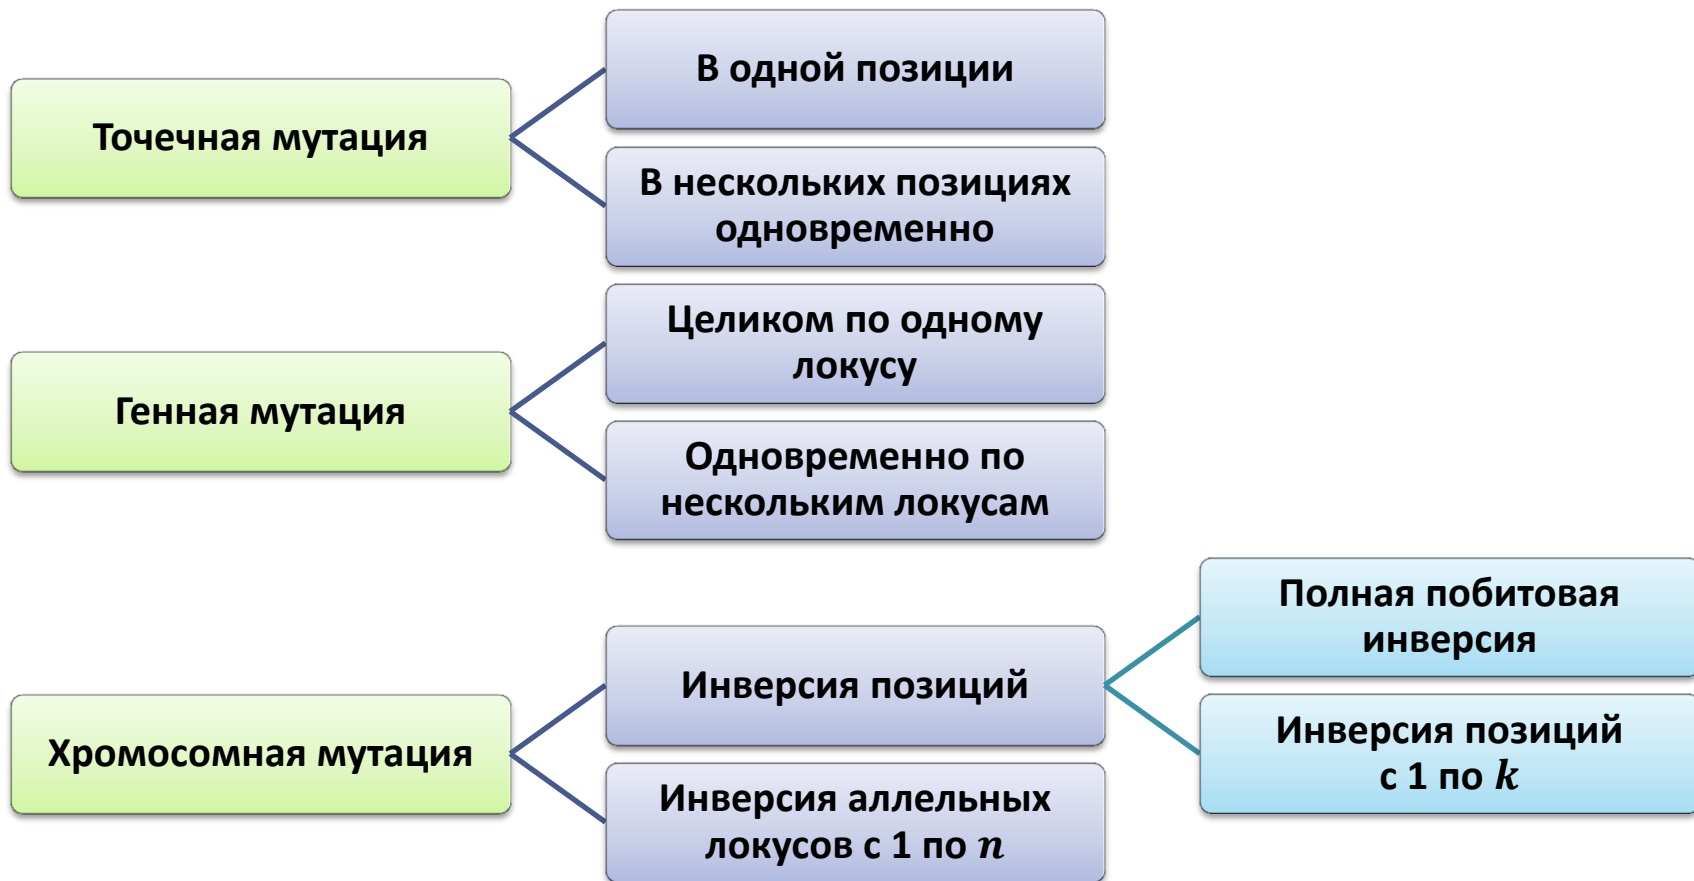 Точечная мутация
В одной позиции
В нескольких позициях
одновременно
Генная мутация
Целиком по одному
локусу
Одновременно по
нескольким локусам
Хромосомная мутация
Инверсия позиций
Полная побитовая
инверсия
Инверсия позиций
с 1 по k
Инверсия аллельных
локусов с 1 по n